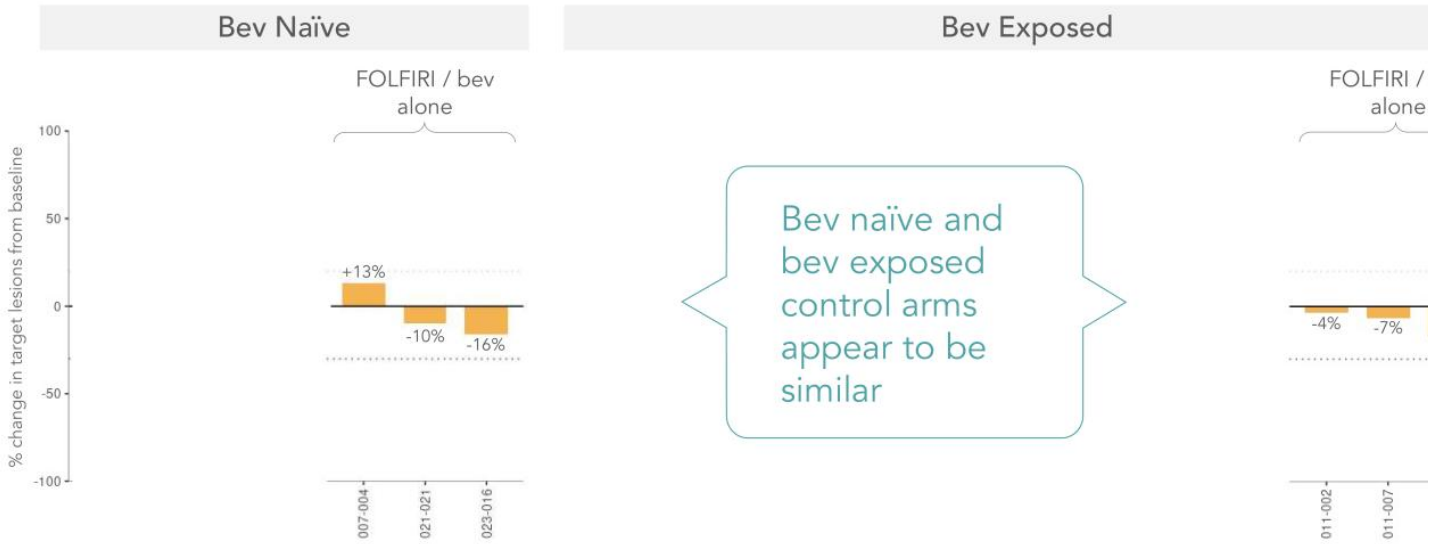 Bev Naïve
Bev Exposed
FOLFIRI / bev
alone
FOLFIRI /
alone
% change in target lesions from baseline
100
50
0
-50
-100
+13%
-10%
-16%
Bev naïve and
bev exposed
control arms
appear to be
similar
-4%
-7%
007-004
021-021
023-016
011-002
011-007